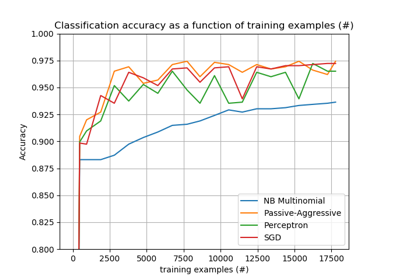 Classification accuracy as a function of training examples (#)
1.000
0.975
0.950
0.925
0.900
0.875
0.850
0.825
0.800
Accuracy
NB Multinomial
Passive-Aggressive
Perceptron
SGD
0 2500 5000 7500 10000 12500 15000 17500
training examples (#)